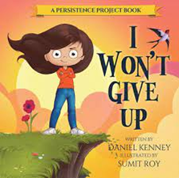 A PERSISTENCE PROJECT BOOK
I
WON'T
GIVE
UP
WRITTEN BY
DANIEL KENNEY
ILLUSTRATED BY
SUMIT ROY